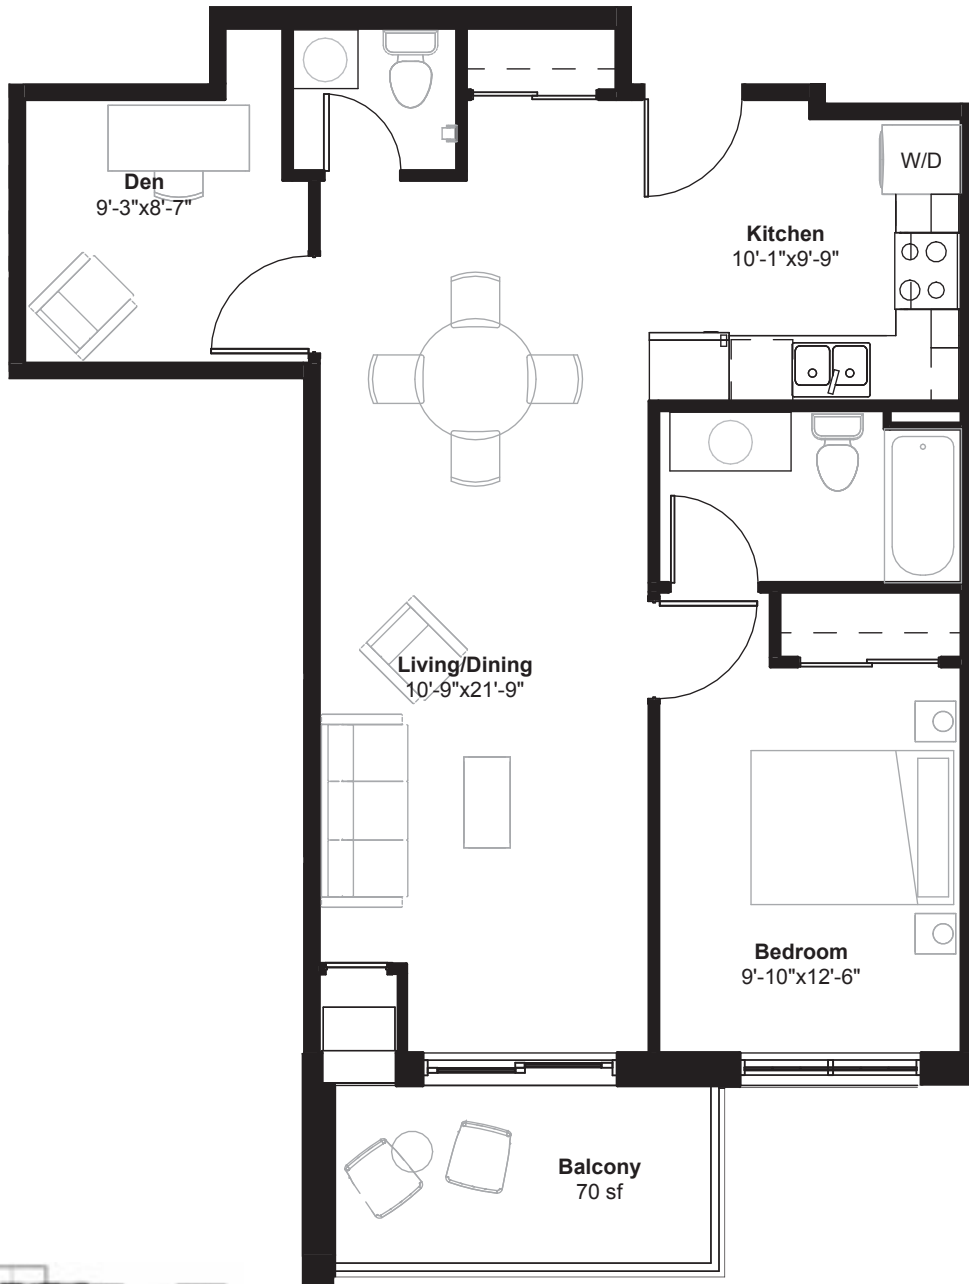 W/D
Den
9'-3"x8'-7"
Kitchen
10'-1"x9'-9"
Living/Dining
10'-9"x21'-9"
Bedroom
9'-10"x12'-6"
Balcony
70 sf